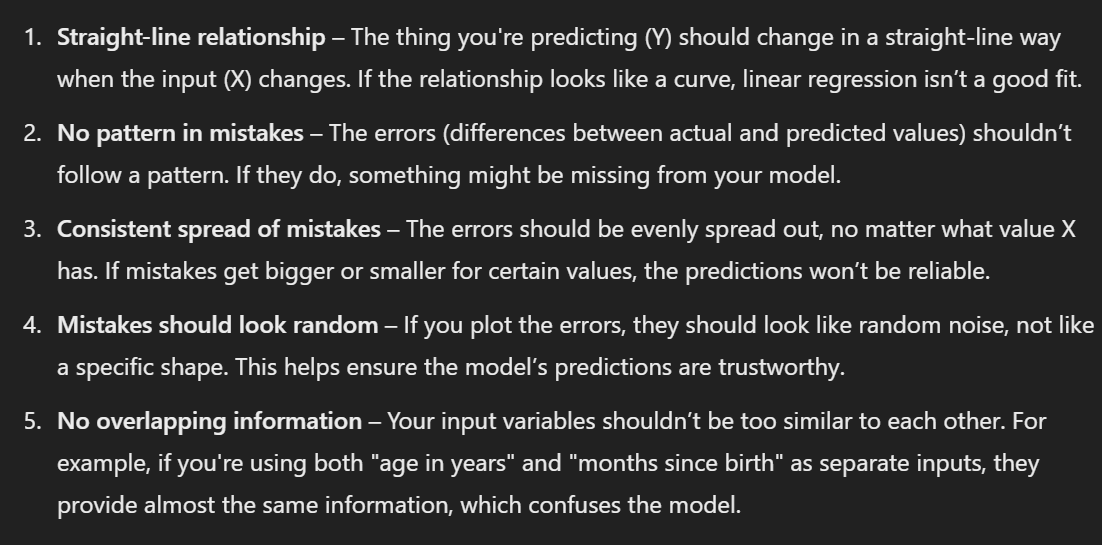 1. Straight-line relationship – The thing you're predicting (Y) should change in a straight-line way
when the input (X) changes. If the relationship looks like a curve, linear regression isn't a good fit.
2. No pattern in mistakes – The errors (differences between actual and predicted values) shouldn't
follow a pattern. If they do, something might be missing from your model.
3. Consistent spread of mistakes – The errors should be evenly spread out, no matter what value X
has. If mistakes get bigger or smaller for certain values, the predictions won't be reliable.
4. Mistakes should look random – If you plot the errors, they should look like random noise, not like
a specific shape. This helps ensure the model's predictions are trustworthy.
5. No overlapping information – Your input variables shouldn't be too similar to each other. For
example, if you're using both "age in years" and "months since birth" as separate inputs, they
provide almost the same information, which confuses the model.